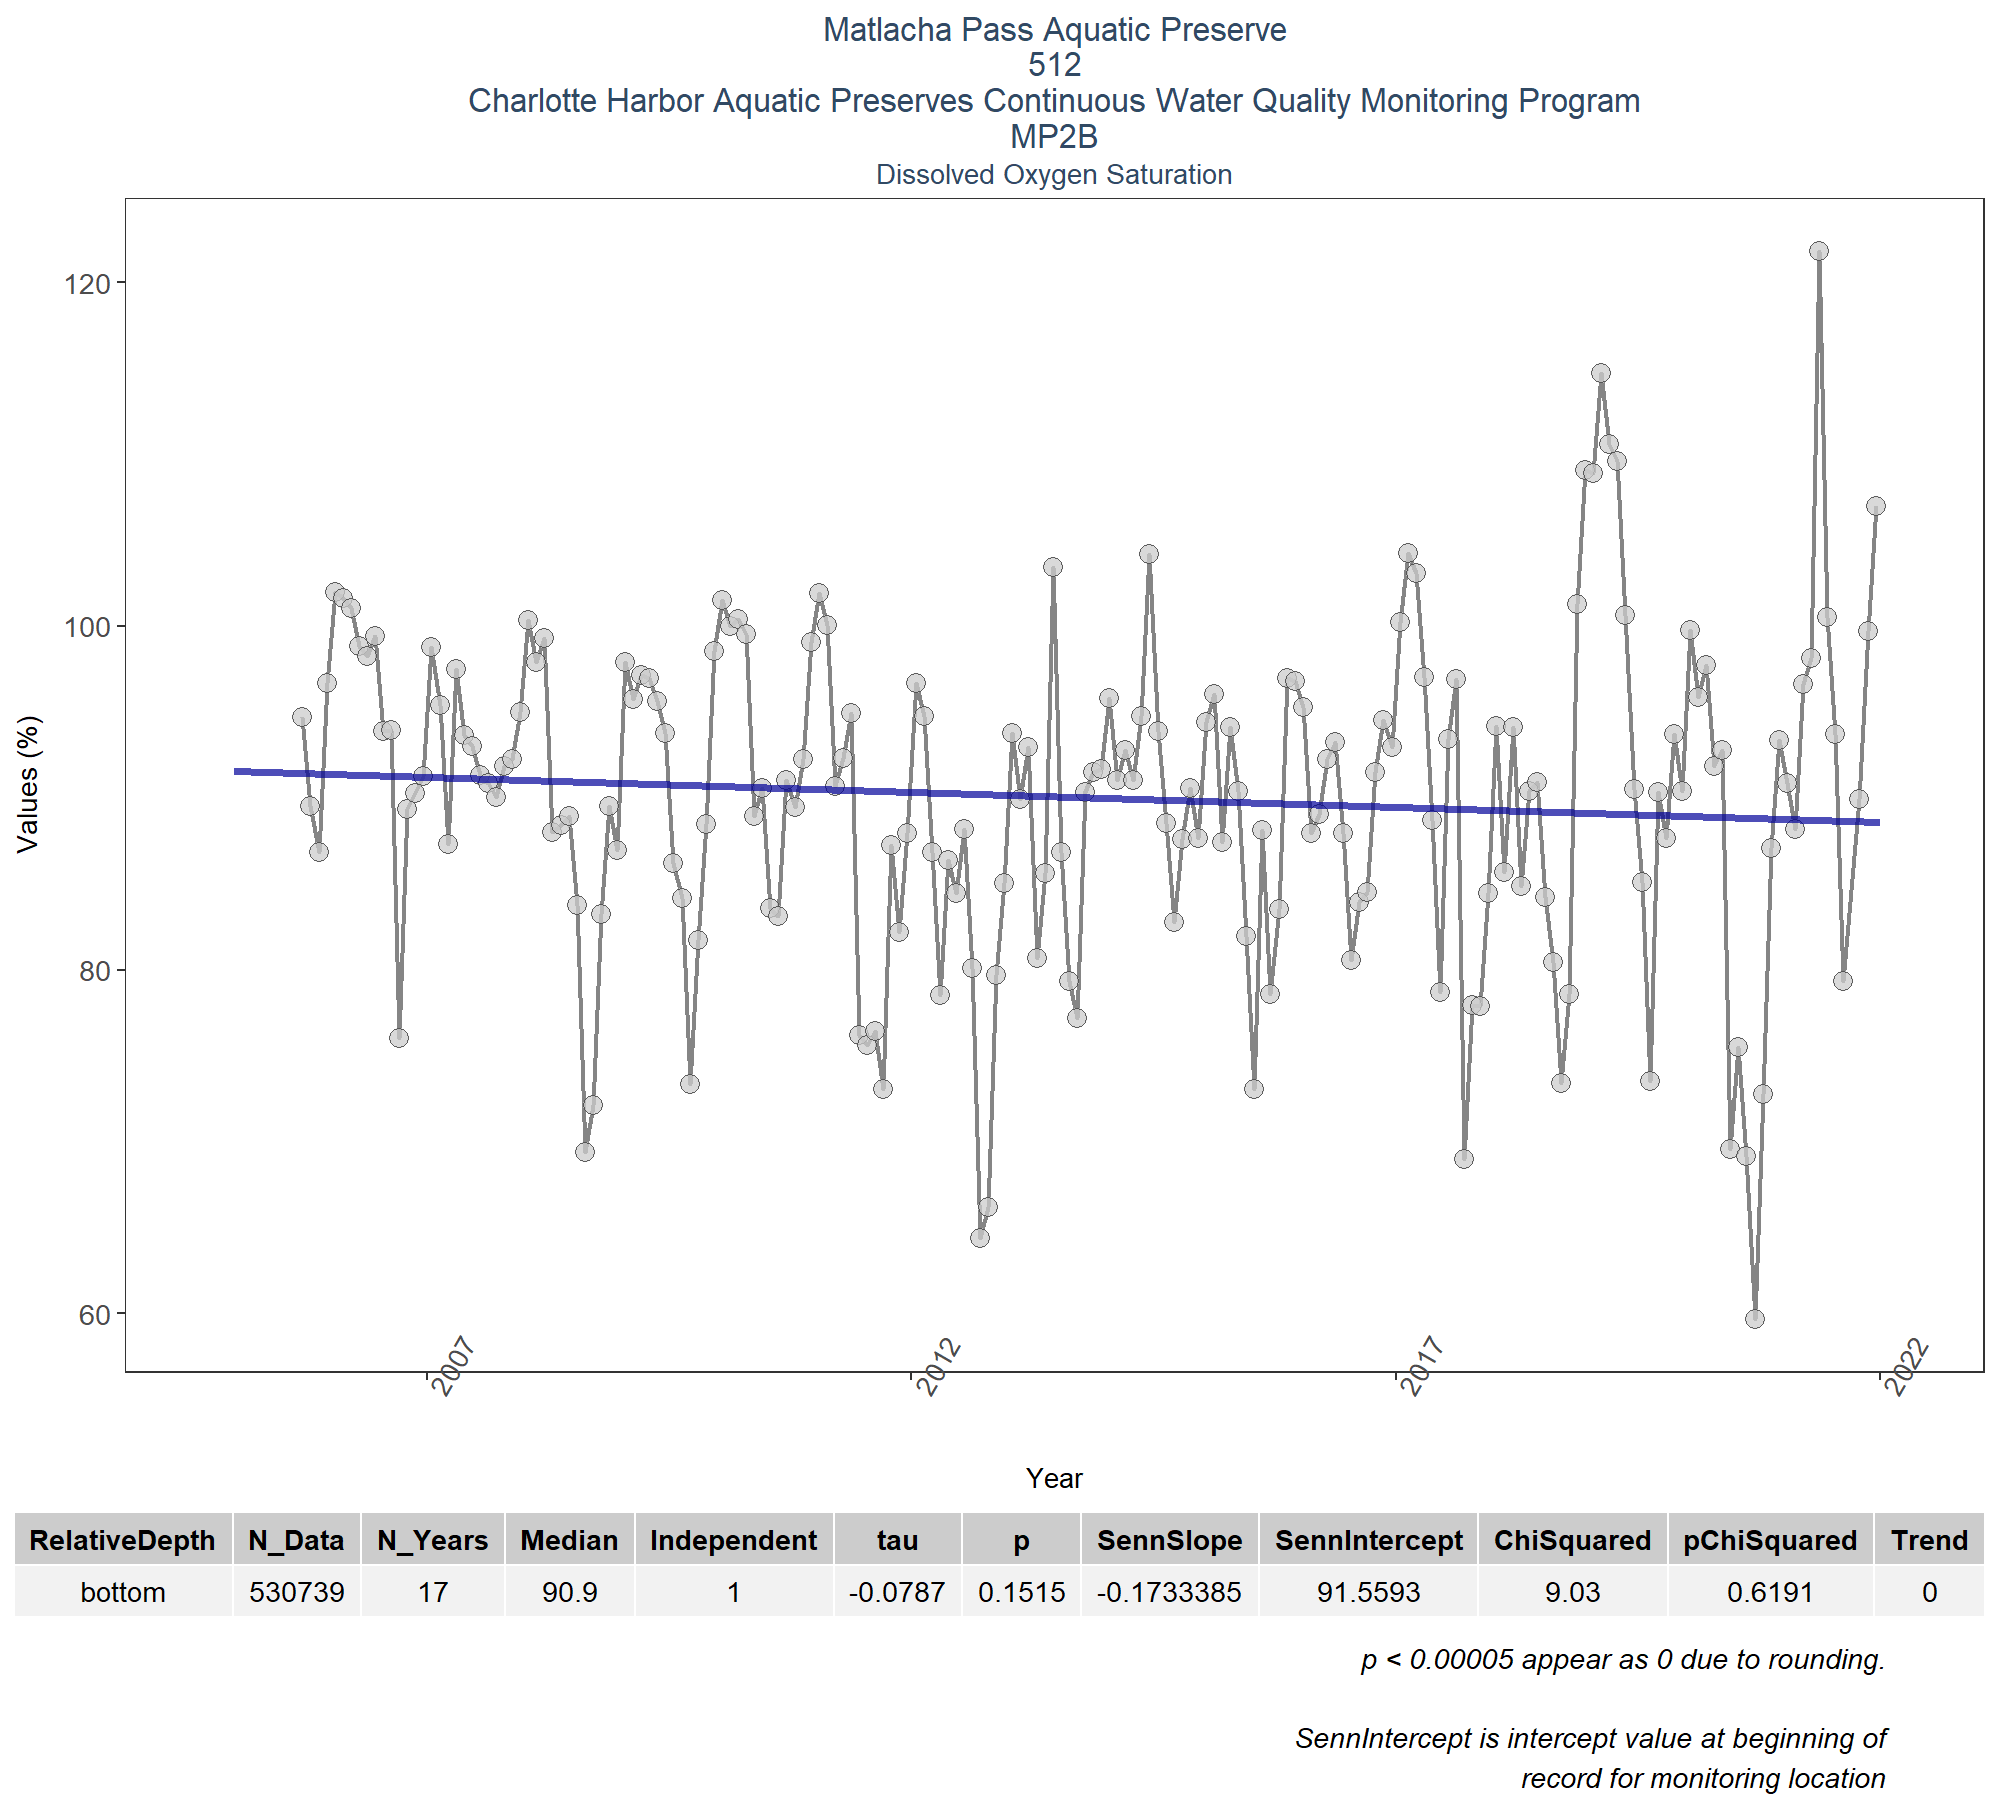 Matlacha Pass Aquatic Preserve
512
Charlotte Harbor Aquatic Preserves Continuous Water Quality Monitoring Program
MP2B
Dissolved Oxygen Saturation
120
100
80
60
Values (%)
2007 2012 2017 2022
Year
RelativeDepth N_Data N_Years Median Independent tau p SennSlope SennIntercept ChiSquared pChiSquared Trend
bottom 530739 17 90.9 1 -0.0787 0.1515 -0.1733385 91.5593 9.03 0.6191 0
p < 0.00005 appear as 0 due to rounding.
SennIntercept is intercept value at beginning of
record for monitoring location